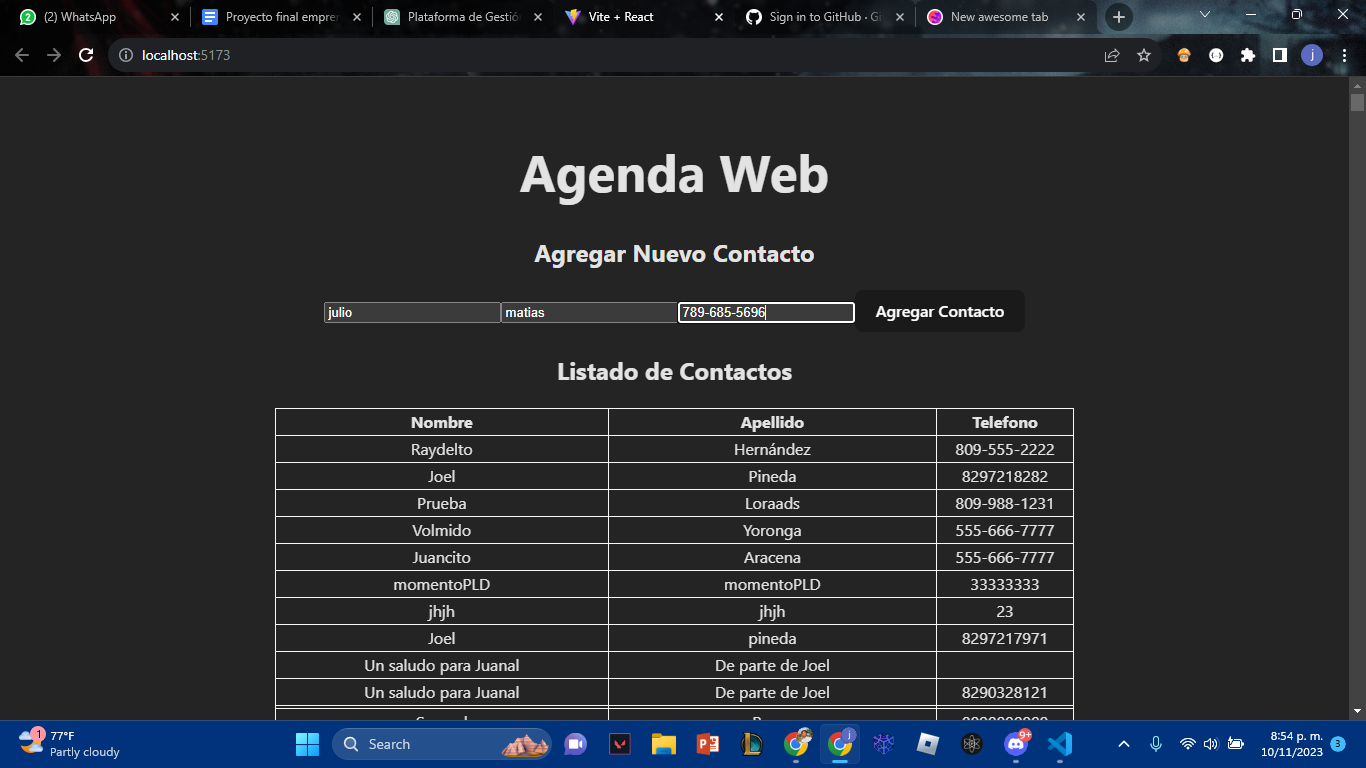 (2) WhatsApp
Proyecto final empre
Plataforma de Gestió
Vite + React
Sign in to GitHub · G
New awesome tab
localhost:5173
j
Agenda Web
Agregar Nuevo Contacto
julio matias 789-685-5696 Agregar Contacto
Listado de Contactos
Nombre Apellido Telefono
Raydelto Hernández 809-555-2222
Joel Pineda 8297218282
Prueba Loraads 809-988-1231
Volmido Yoronga 555-666-7777
Juancito Aracena 555-666-7777
momentoPLD momentoPLD 33333333
jhjh jhjh 23
Joel pineda 8297217971
Un saludo para Juanal De parte de Joel
Un saludo para Juanal De parte de Joel 8290328121
1
77°F
Partly cloudy
Search
9+
8:54 p. m.
10/11/2023
3